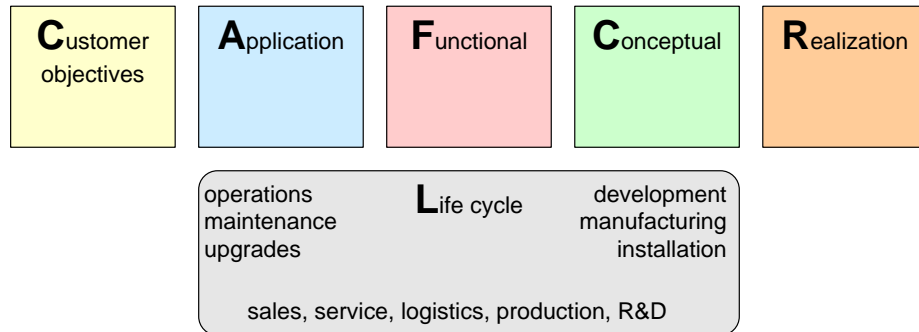 Customer
objectives
Application
Functional
Conceptual
Realization
operations
maintenance
upgrades
Life cycle
development
manufacturing
installation
sales, service, logistics, production, R&D